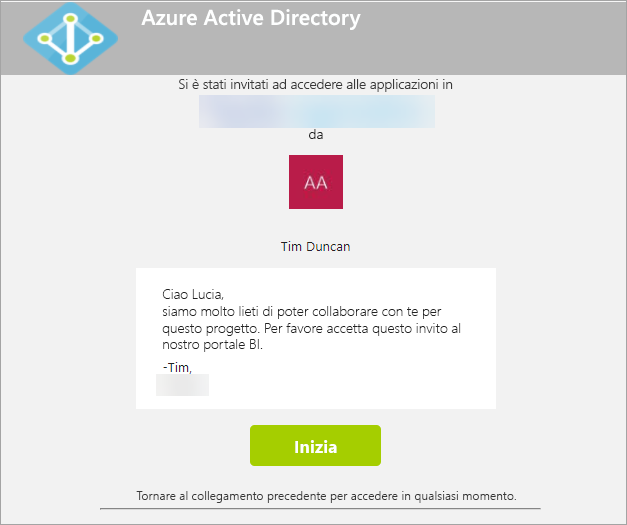 Azure Active Directory
Si è stati invitati ad accedere alle applicazioni in
da
AA
Tim Duncan
Ciao Lucia,
siamo molto lieti di poter collaborare con te per
questo progetto. Per favore accetta questo invito al
nostro portale BI.
-Tim,
Inizia
Tornare al collegamento precedente per accedere in qualsiasi momento.